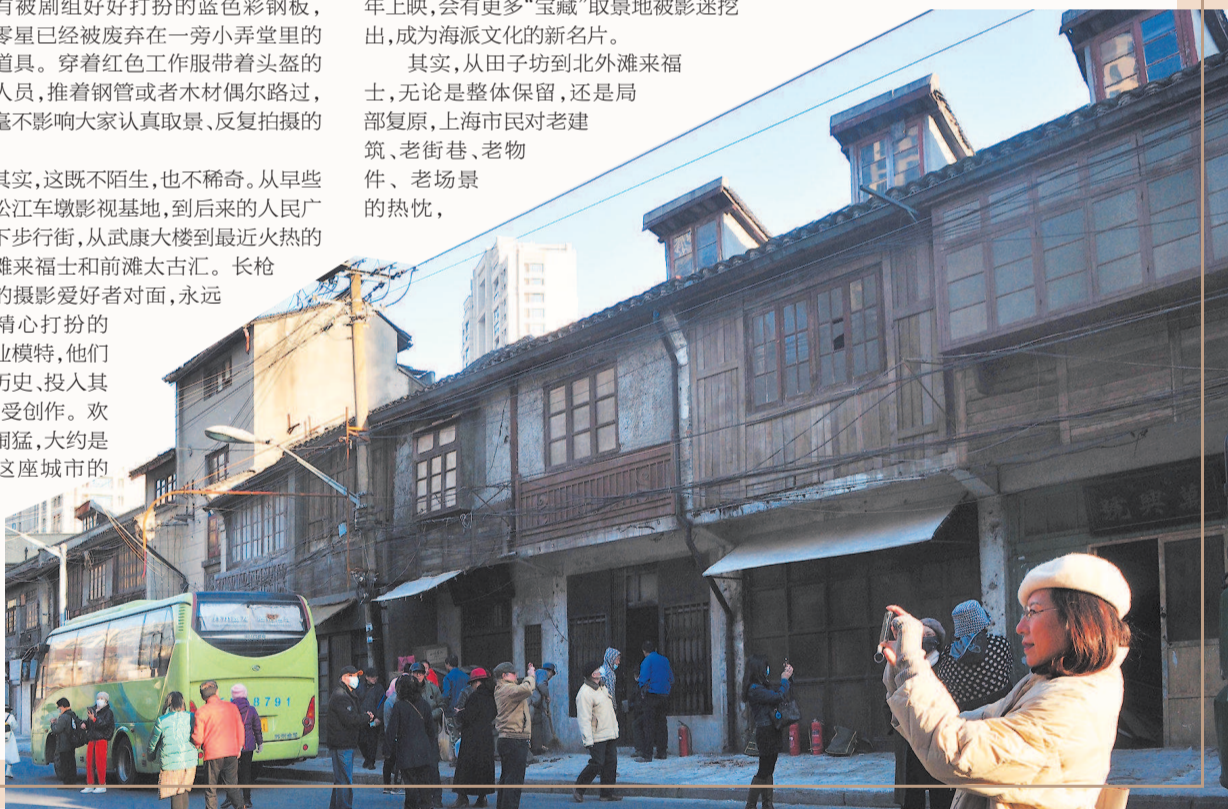 有被剧组好好打扮的蓝色彩钢板，
零星已经被废弃在一旁小弄堂里的
道具。穿着红色工作服带着头盔的
人员，推着钢管或者木材偶尔路过，
毫不影响大家认真取景、反复拍摄的
其实，这既不陌生，也不稀奇。从早些
松江车墩影视基地，到后来的人民广
下步行街，从武康大楼到最近火热的
滩来福士和前滩太古汇。长枪
的摄影爱好者对面，永远
精心打扮的
业模特，他们
历史、投入其
受创作。欢
闹猛，大约是
这座城市的
年上映，会有更多“宝藏”取景地被影迷挖
出，成为海派文化的新名片。
其实，从田子坊到北外滩来福
士，无论是整体保留，还是局
部复原，上海市民对老建
筑、老街巷、老物
件、老场景
的热忱，
8791